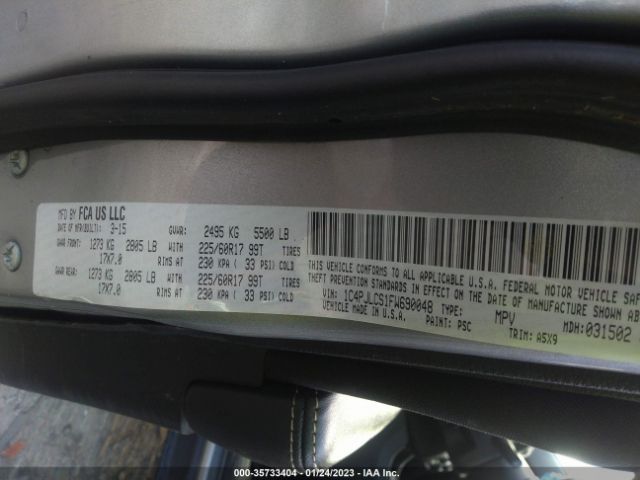 MFD BY FCA US LLC
DATE OF MFR(BUILT): 3-15 GVWR: 2495 KG 5500 LB
GAWR FRONT: 1273 KG 2805 LB WITH 225/60R17 99T TIRES
17X7.0 RIMS AT 230 KPA ( 33 PSI) COLD
GAWR REAR: 1273 KG 2805 LB WITH 225/60R17 99T TIRES
17X7.0 RIMS AT 230 KPA ( 33 PSI) COLD
THIS VEHICLE CONFORMS TO ALL APPLICABLE U.S.A. FEDERAL MOTOR VEHICLE
THEFT PREVENTION STANDARDS IN EFFECT ON THE DATE OF MANUFACTURE SHOWN
VIN: 1C4PJLCS1FW690048 TYPE: MPV MDH: 031502
VEHICLE MADE IN U.S.A. PAINT: PSC TRIM: A5X9
000-35733404 - 01/24/2023 - IAA Inc.